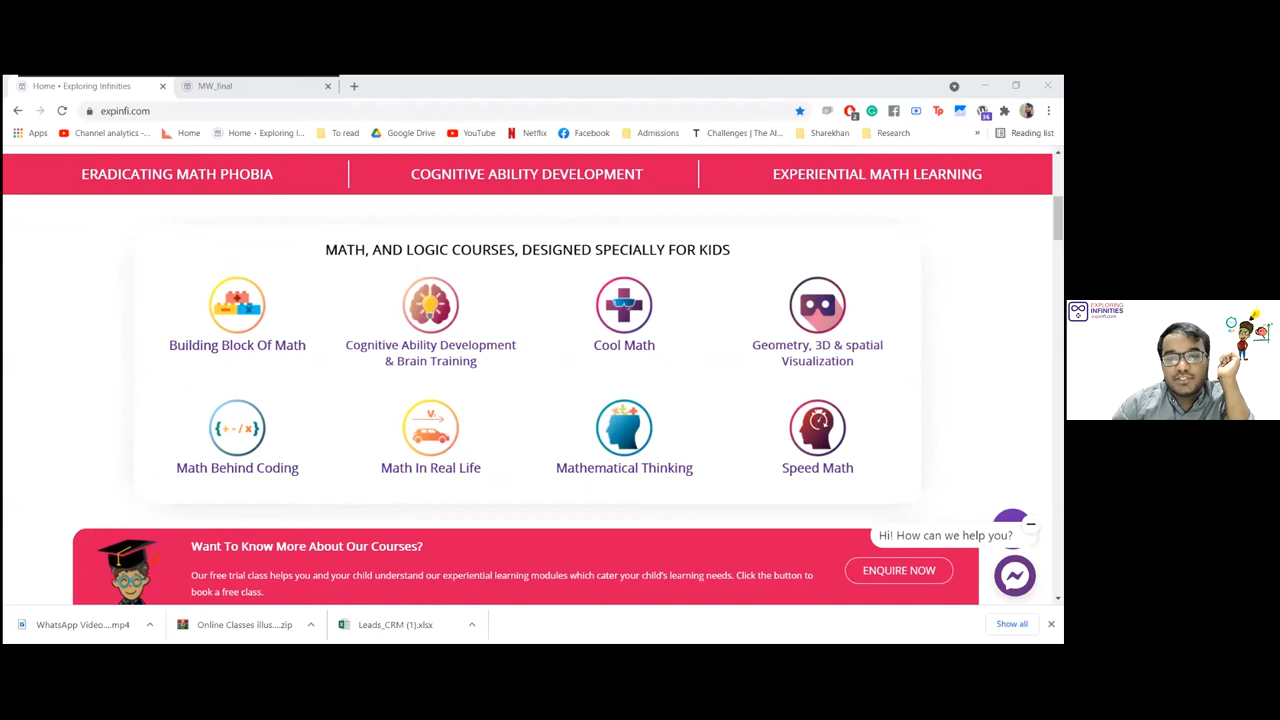 Home • Exploring Infinities
MW_final
expinfi.com
Apps
Channel analytics -...
Home
Home - Exploring I...
To read
Google Drive
YouTube
Netflix
Facebook
Admissions
Challenges | The Al...
Sharekhan
Research
»
Reading list
ERADICATING MATH PHOBIA
COGNITIVE ABILITY DEVELOPMENT
EXPERIENTIAL MATH LEARNING
MATH, AND LOGIC COURSES, DESIGNED SPECIALLY FOR KIDS
Building Block Of Math
Cognitive Ability Development
& Brain Training
Cool Math
Geometry, 3D & spatial
Visualization
{+-/x}
V.
Math Behind Coding
Math In Real Life
Mathematical Thinking
Speed Math
Want To Know More About Our Courses?
Our free trial class helps you and your child understand our experiential learning modules which cater your child's learning needs. Click the button to
book a free class.
ENQUIRE NOW
Hi! How can we help you?
WhatsApp Video....mp4
Online Classes illus....zip
Leads_CRM (1).xlsx
Show all
EXPLORING
INFINITIES
expinfi.com